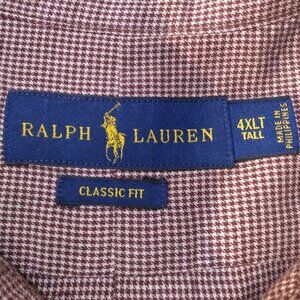 RALPH LAUREN
4XLT
TALL
MADE IN
PHILIPPINES
CLASSIC FIT